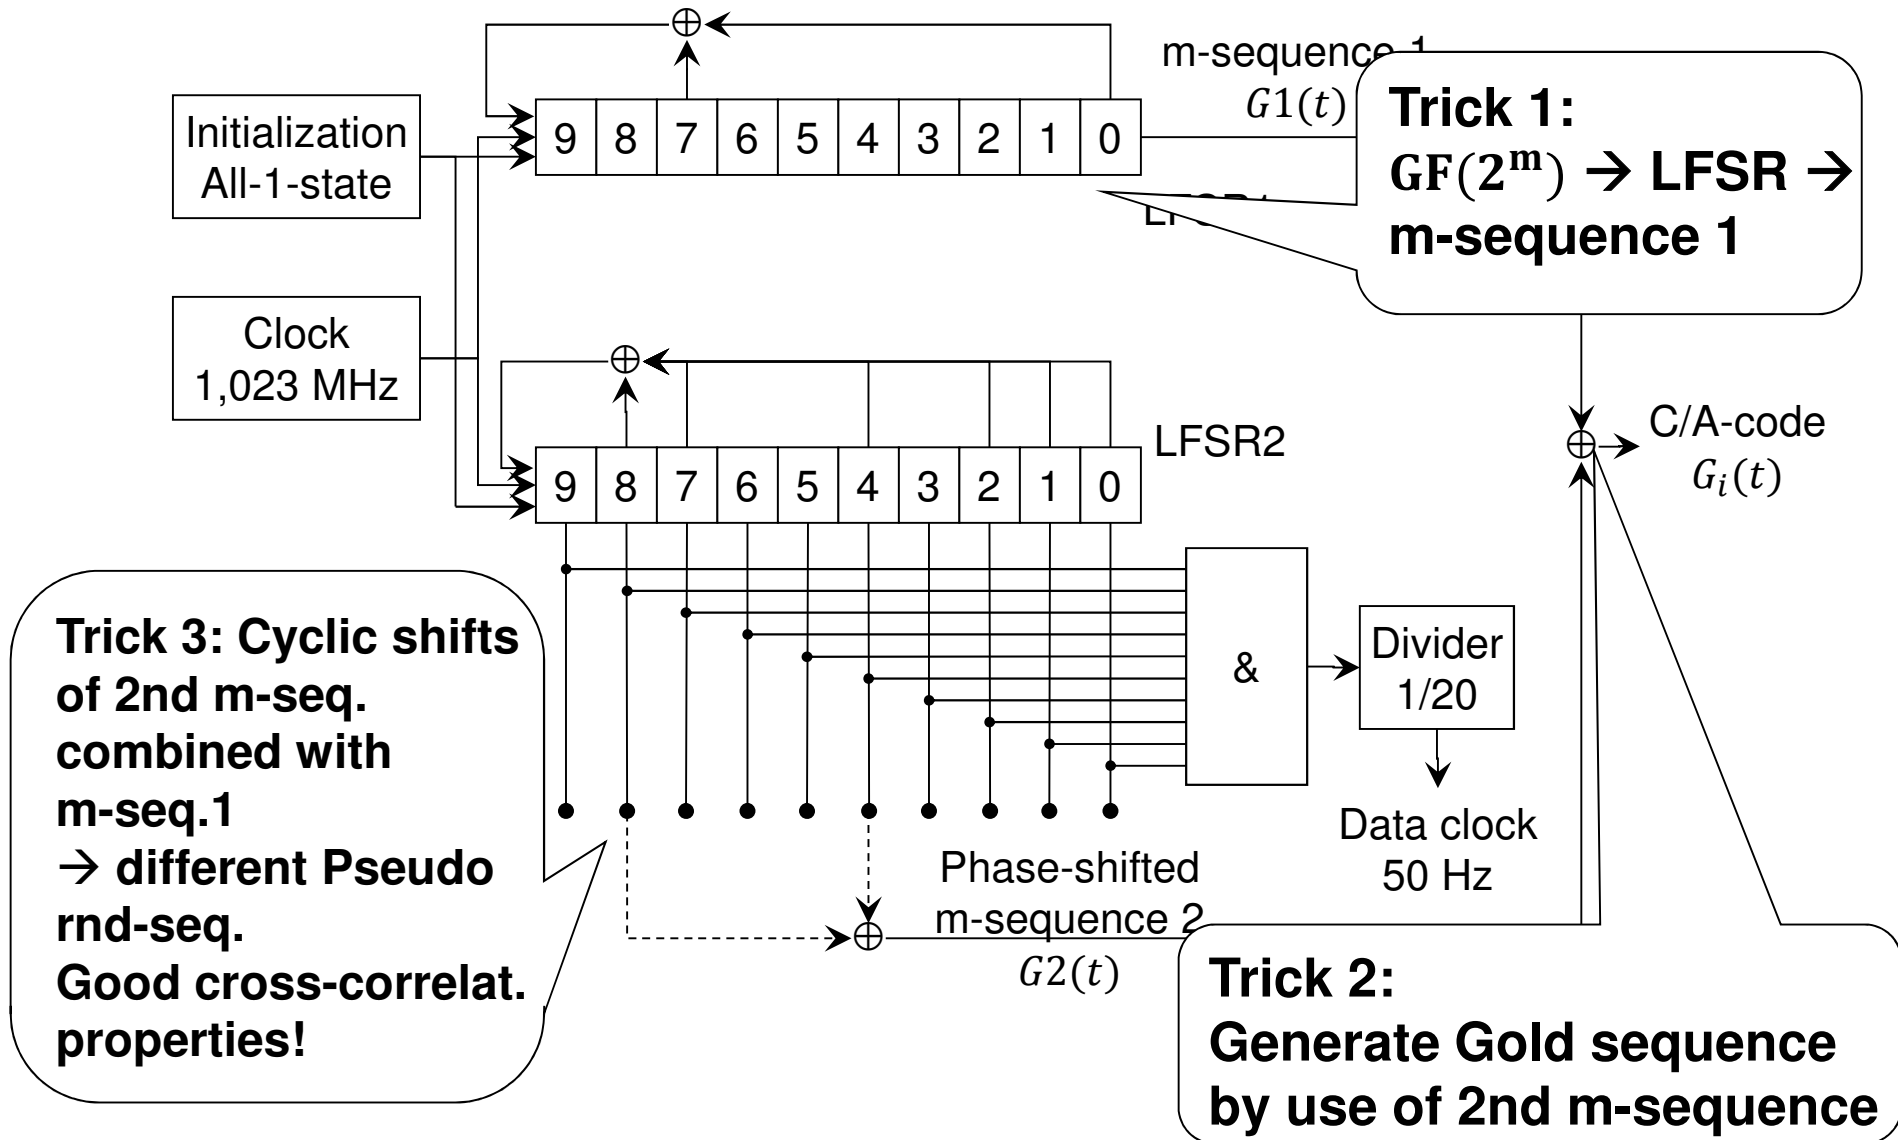 m-sequence 1
G1(t)
Trick 1:
GF(2^m) → LFSR →
m-sequence 1
Initialization
All-1-state
9 8 7 6 5 4 3 2 1 0
Clock
1,023 MHz
LFSR2
9 8 7 6 5 4 3 2 1 0
C/A-code
G_i(t)
&
Divider
1/20
Data clock
50 Hz
Trick 3: Cyclic shifts
of 2nd m-seq.
combined with
m-seq.1
→ different Pseudo
rnd-seq.
Good cross-correlat.
properties!
Phase-shifted
m-sequence 2
G2(t)
Trick 2:
Generate Gold sequence
by use of 2nd m-sequence